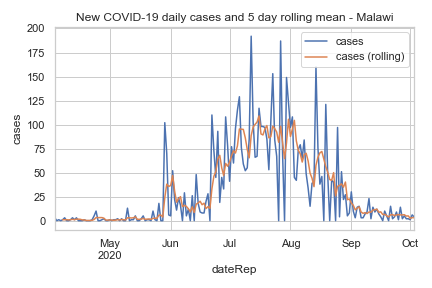 New COVID-19 daily cases and 5 day rolling mean - Malawi
200
175
150
125
100
75
50
25
0
cases
cases
cases (rolling)
May
2020
Jun
Jul
Aug
Sep
Oct
dateRep